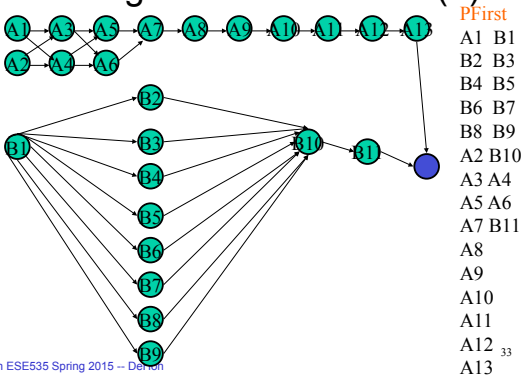 PFirst
A1 A3 A5 A7 A8 A9 A10 A11 A12 A13
A2 A4 A6
B1
B2
B3
B4
B5
B6
B7
B8
B9
B10
B11
A1 B1
B2 B3
B4 B5
B6 B7
B8 B9
A2 B10
A3 A4
A5 A6
A7 B11
A8
A9
A10
A11
A12
A13
33
ESE535 Spring 2015 --